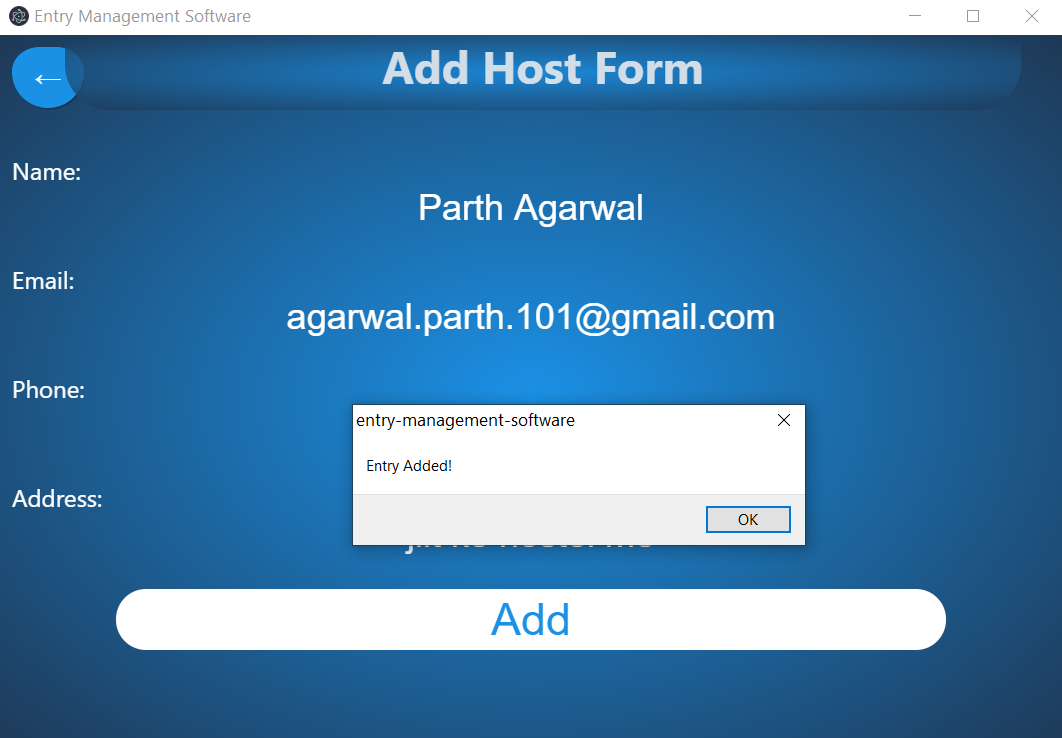 Entry Management Software
← Add Host Form
Name:
Parth Agarwal
Email:
agarwal.parth.101@gmail.com
Phone:
entry-management-software
Entry Added!
Address:
OK
Add